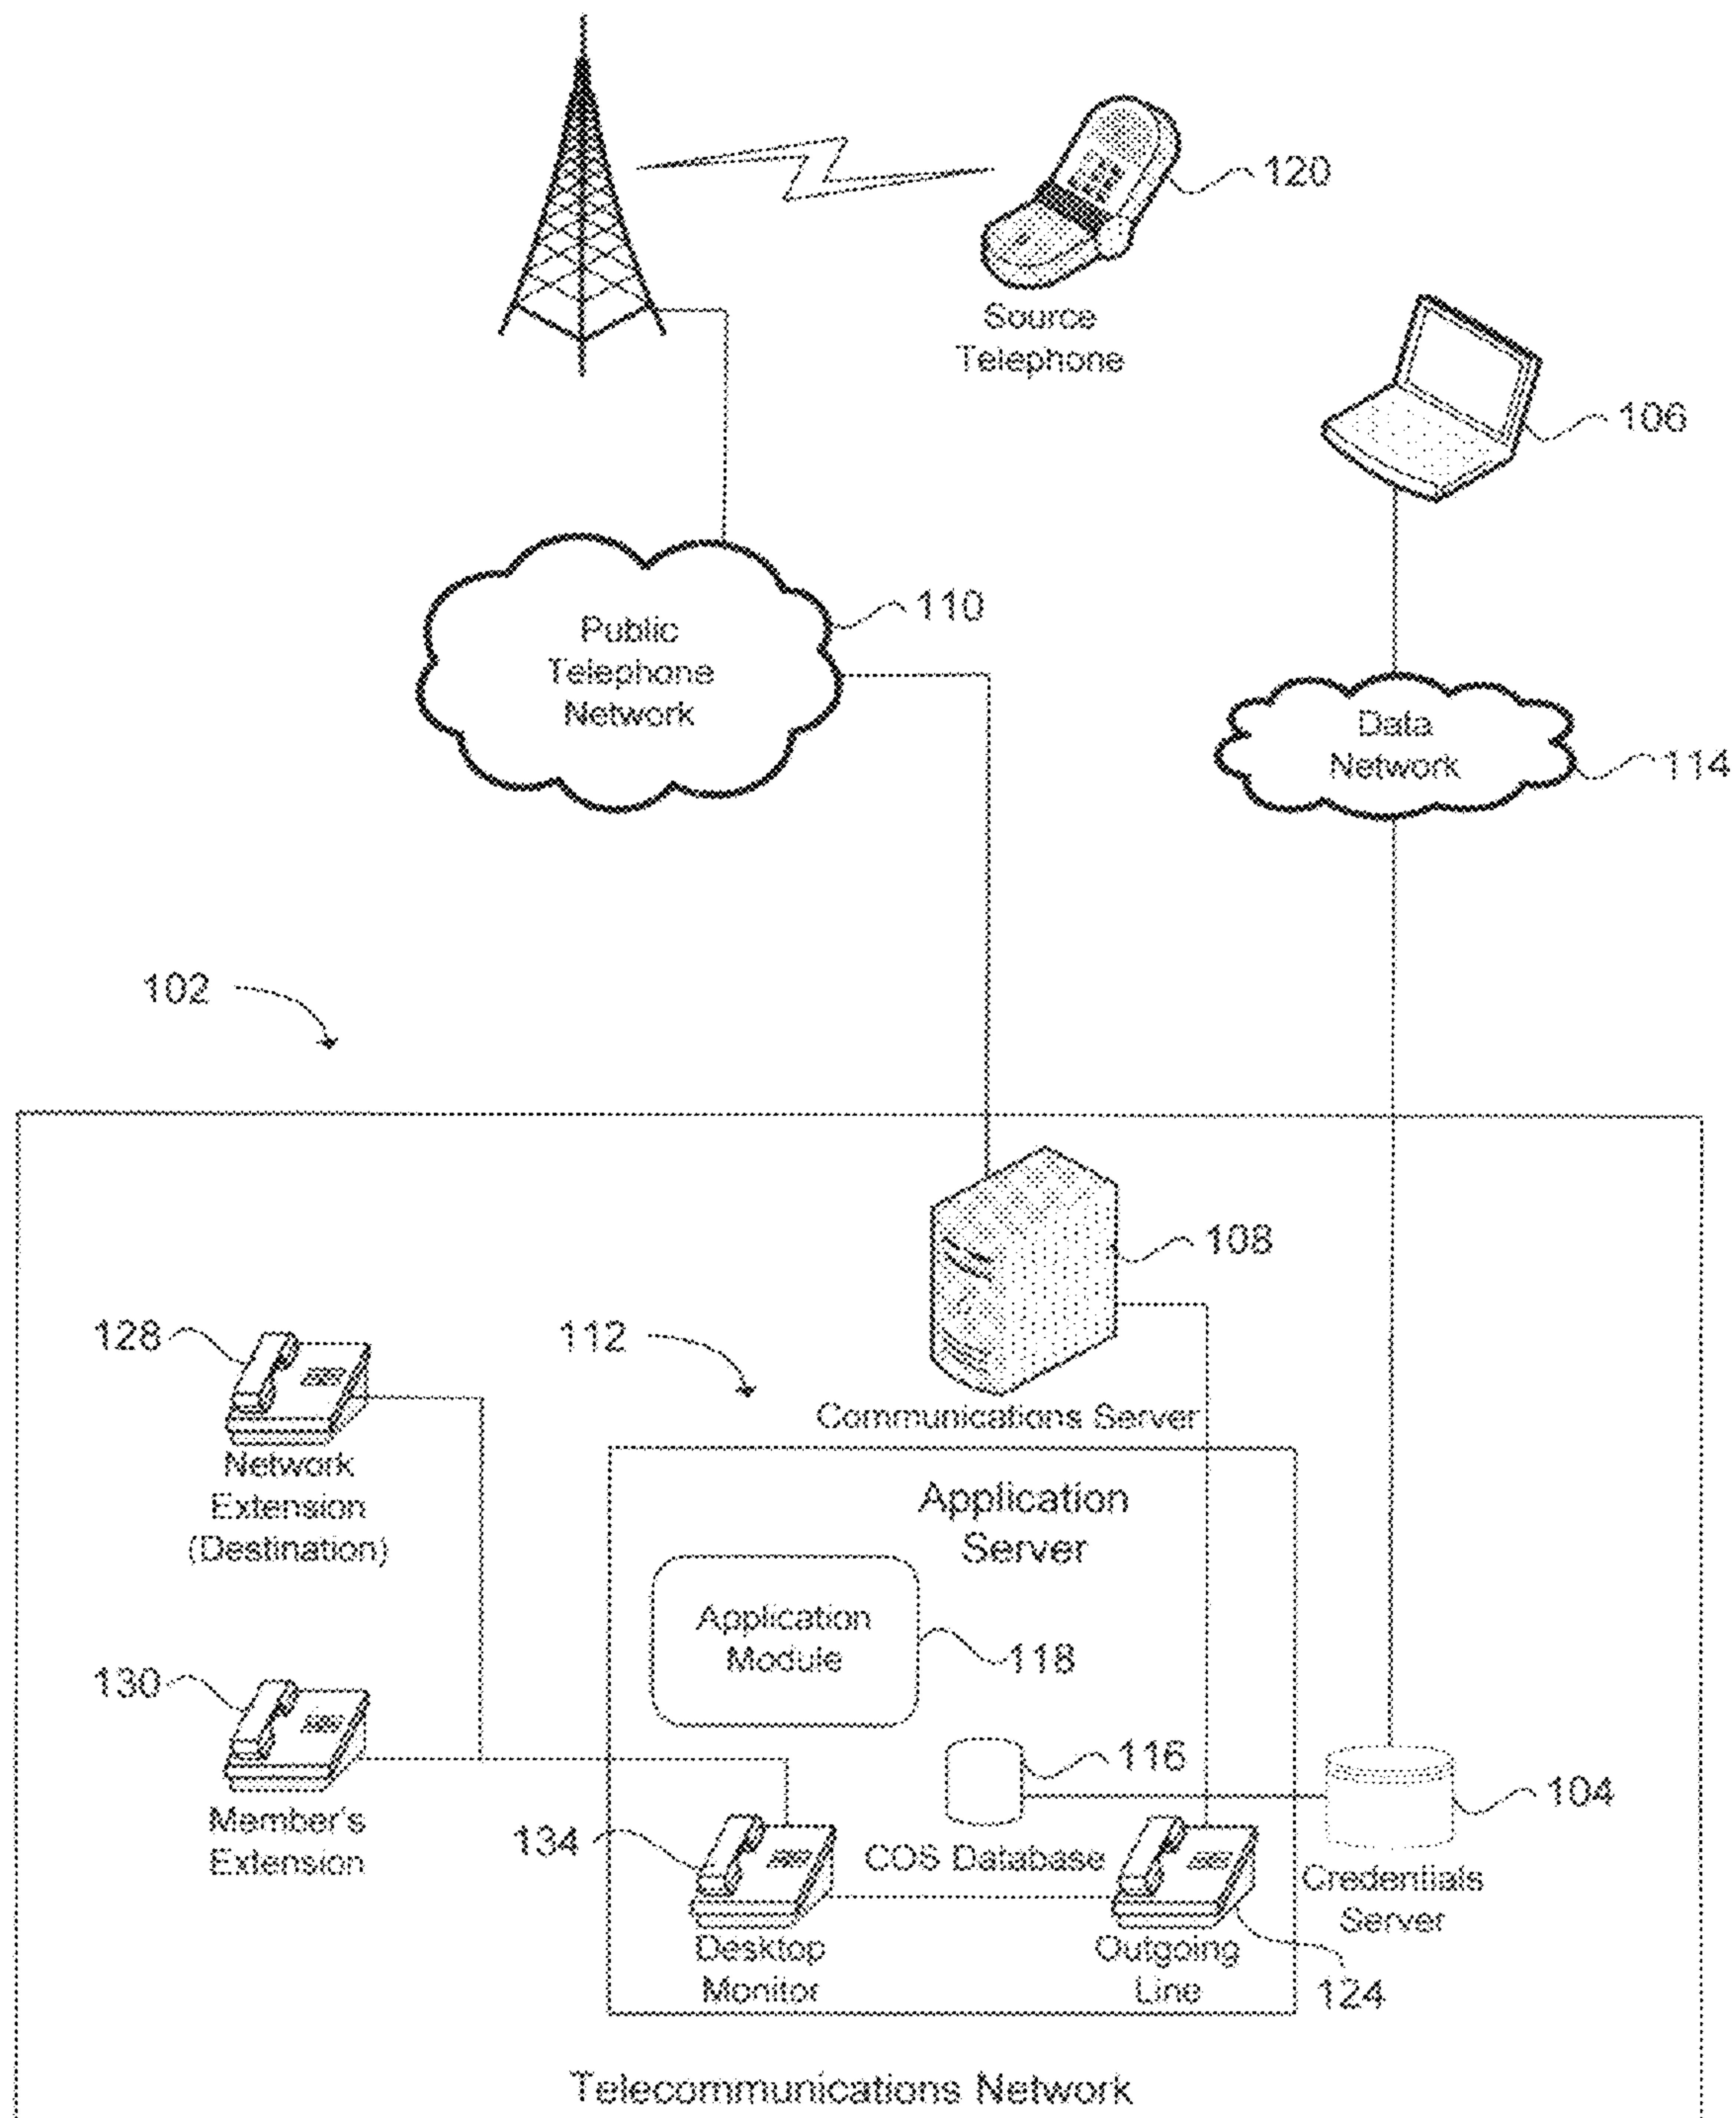 120
Source
Telephone
106
110
Public
Telephone
Network
Data
Network
114
102
108
128
112
Communications Server
Network
Extension
(Destination)
Application
Server
Application
Module
118
130
116
104
Member's
Extension
134
COS Database
Credentials
Server
Desktop
Monitor
Outgoing
Line
124
Telecommunications Network